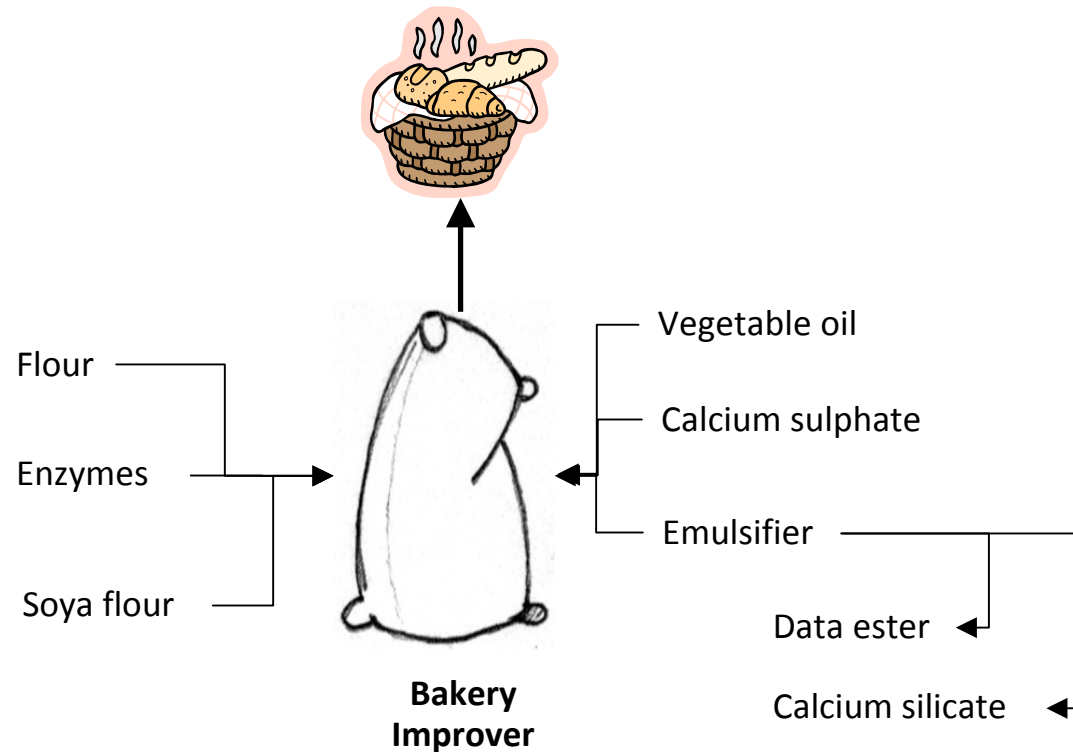 Flour
Enzymes
Soya flour
Vegetable oil
Calcium sulphate
Emulsifier
Data ester
Calcium silicate
Bakery
Improver